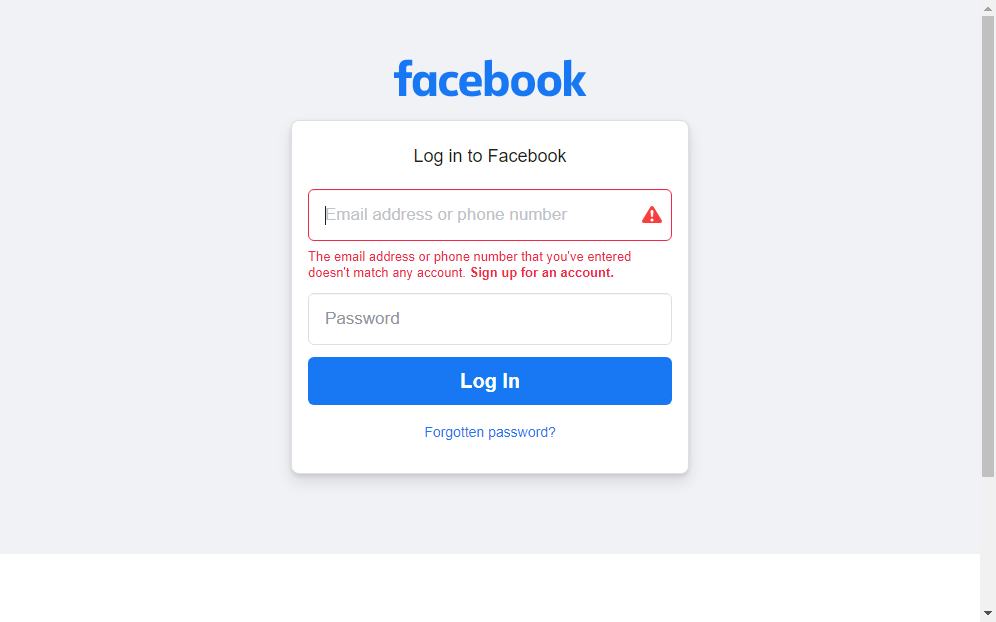 facebook
Log in to Facebook
Email address or phone number
The email address or phone number that you've entered
doesn't match any account. Sign up for an account.
Password
Log In
Forgotten password?